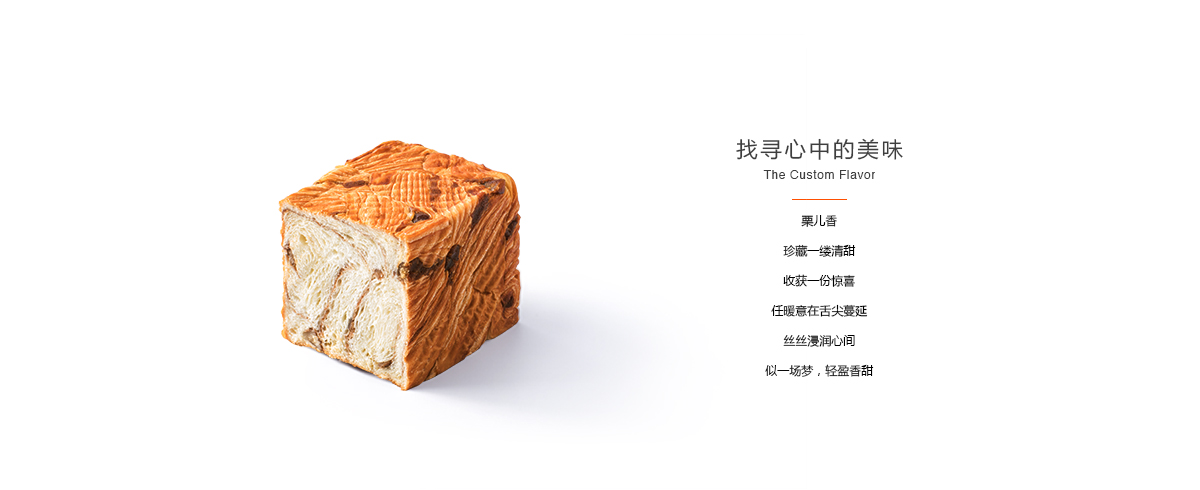 找寻心中的美味
The Custom Flavor
栗儿香
珍藏一缕清甜
收获一份惊喜
任暖意在舌尖蔓延
丝丝浸润心间
似一场梦，轻盈香甜